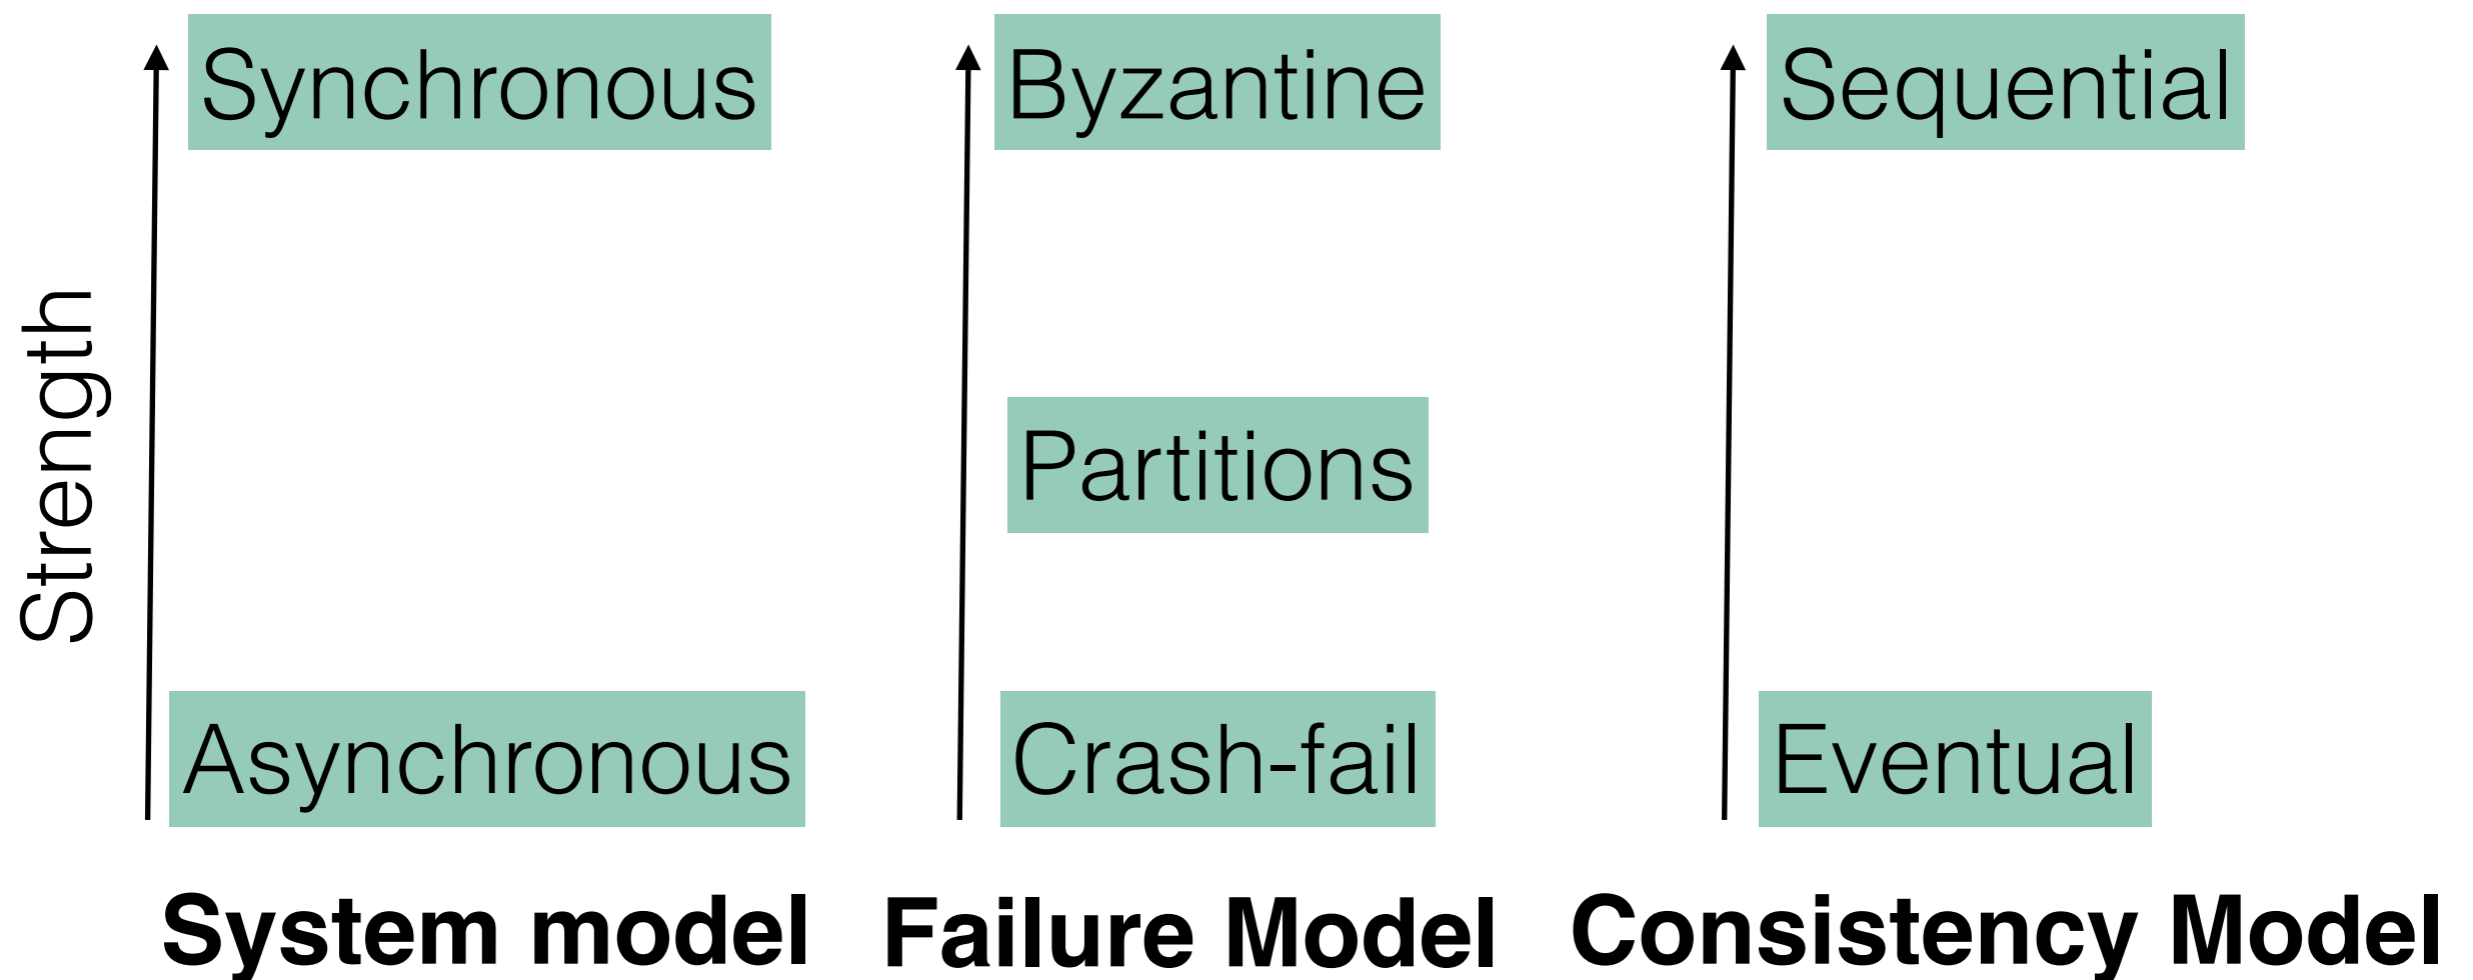 Synchronous
Byzantine
Sequential
Strength
Partitions
Asynchronous
Crash-fail
Eventual
System model
Failure Model
Consistency Model